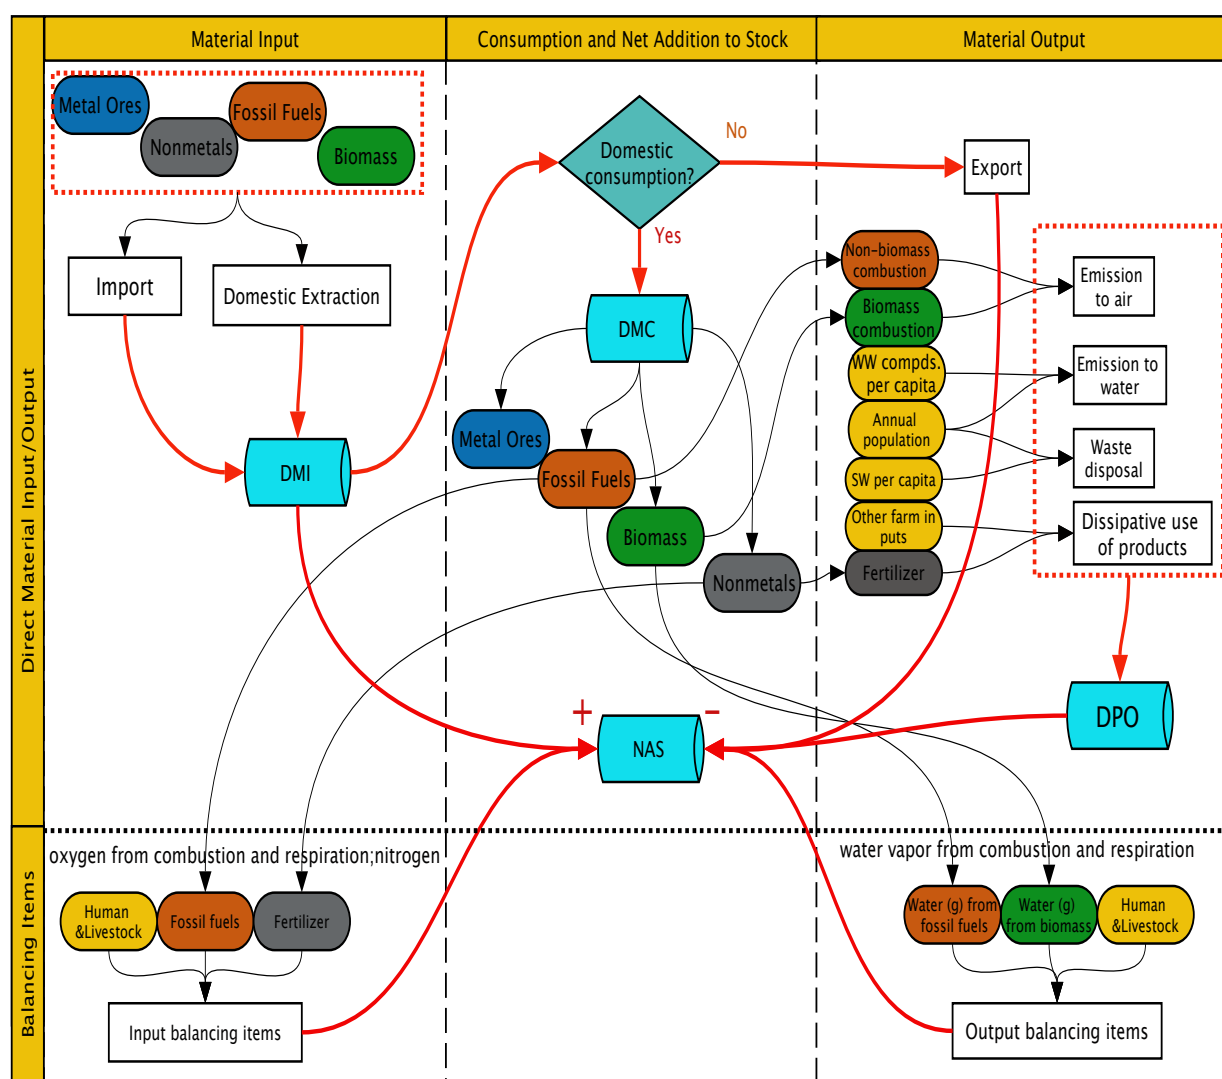 Material Input
Consumption and Net Addition to Stock
Material Output
Direct Material Input/Output
Metal Ores
Nonmetals
Fossil Fuels
Biomass
Import
Domestic Extraction
DMI
Domestic
consumption?
No
Yes
DMC
Metal Ores
Fossil Fuels
Biomass
Nonmetals
+
−
NAS
Export
Non-biomass
combustion
Biomass
combustion
WW compds.
per capita
Annual
population
SW per capita
Other farm in
puts
Fertilizer
Emission
to air
Emission to
water
Waste
disposal
Dissipative use
of products
DPO
Balancing Items
oxygen from combustion and respiration;nitrogen
Human
&Livestock
Fossil fuels
Fertilizer
Input balancing items
water vapor from combustion and respiration
Water (g) from
fossil fuels
Water (g)
from biomass
Human
&Livestock
Output balancing items